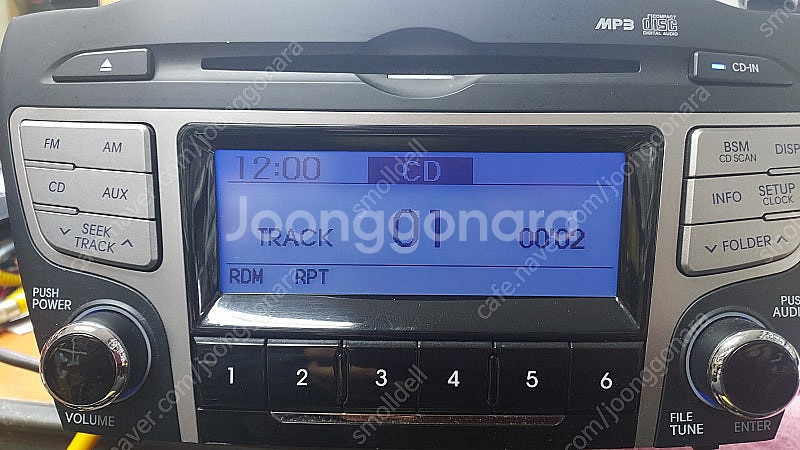 MP3 COMPACT disc DIGITAL AUDIO
CD-IN
FM AM
CD AUX
SEEK
TRACK
PUSH
POWER
VOLUME
12:00 CD
TRACK 01 00:02
RDM RPT
Joonggonara
1 2 3 4 5 6
BSM
CD SCAN
DISP
INFO
SETUP
CLOCK
FOLDER
PUS
AUDI
FILE
TUNE
ENTER
smolldell
cafe.naver.com/joonggonara